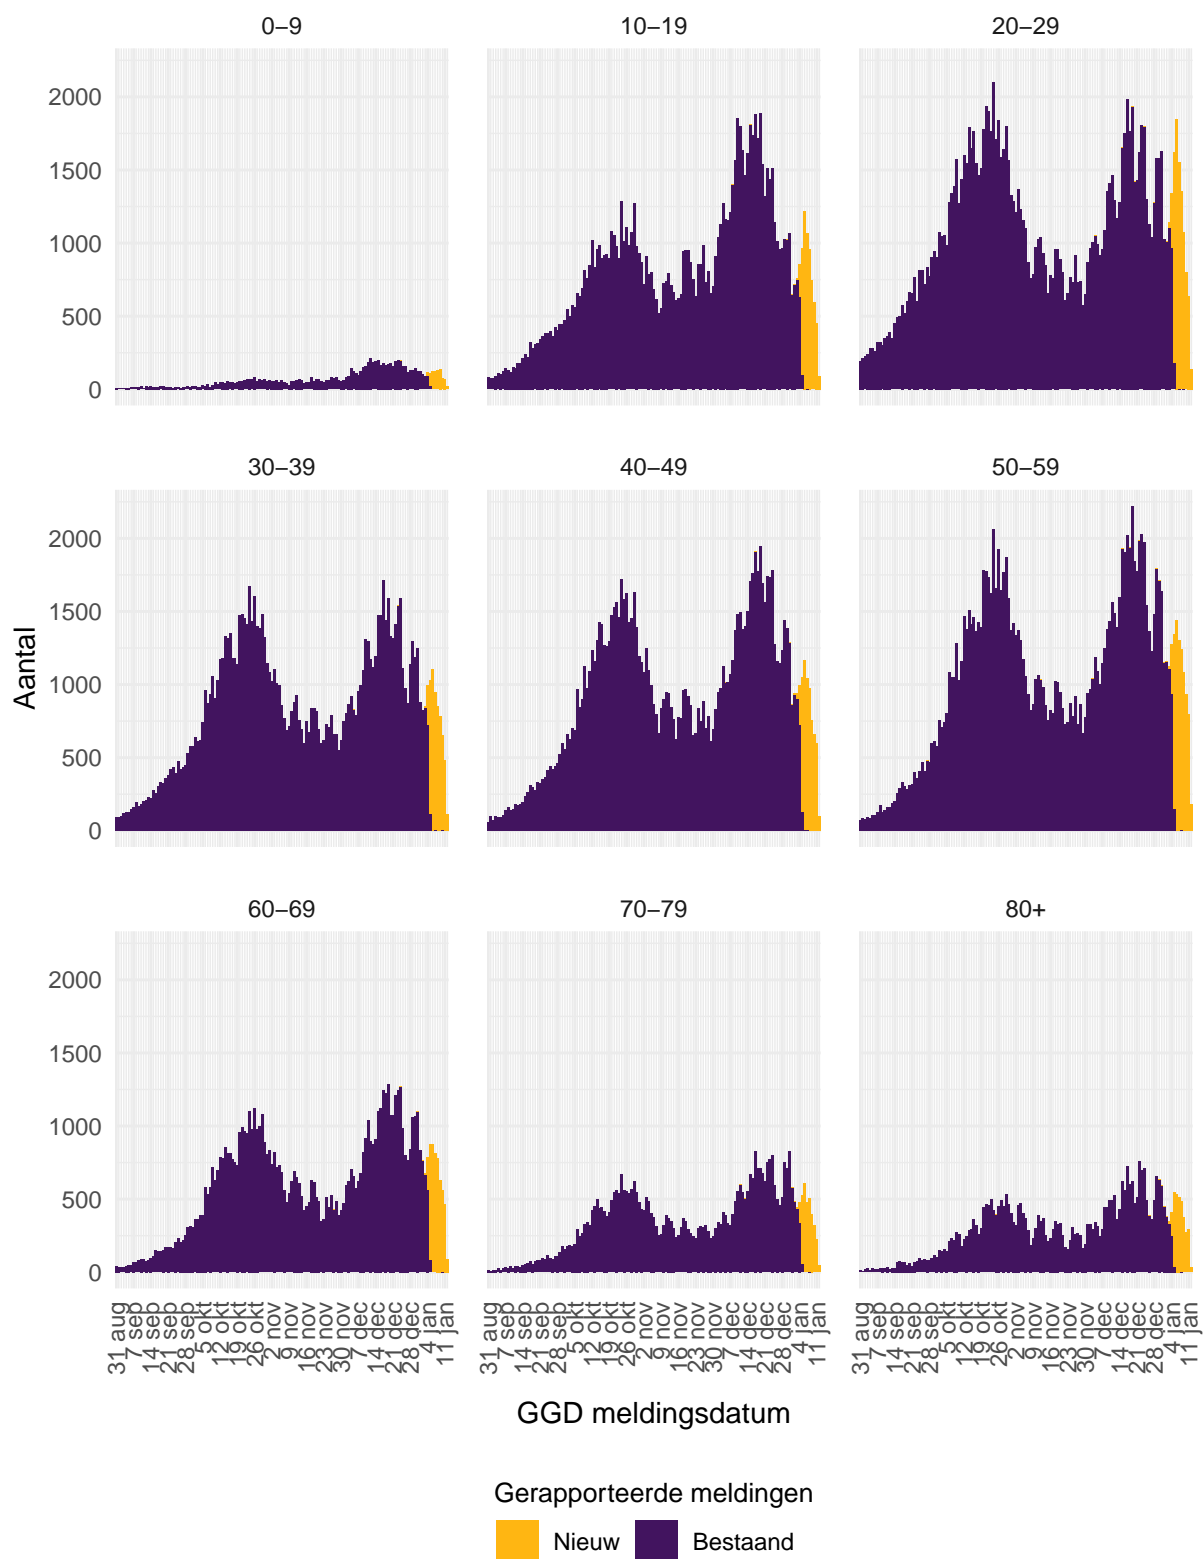 0–9 10–19 20–29
2000
1500
1000
500
0
30–39 40–49 50–59
2000
1500
1000
500
0
60–69 70–79 80+
2000
1500
1000
500
0
Aantal
31 aug 7 sep 14 sep 21 sep 28 sep 5 okt 12 okt 19 okt 26 okt 2 nov 9 nov 16 nov 23 nov 30 nov 7 dec 14 dec 21 dec 28 dec 4 jan 11 jan
31 aug 7 sep 14 sep 21 sep 28 sep 5 okt 12 okt 19 okt 26 okt 2 nov 9 nov 16 nov 23 nov 30 nov 7 dec 14 dec 21 dec 28 dec 4 jan 11 jan
31 aug 7 sep 14 sep 21 sep 28 sep 5 okt 12 okt 19 okt 26 okt 2 nov 9 nov 16 nov 23 nov 30 nov 7 dec 14 dec 21 dec 28 dec 4 jan 11 jan
GGD meldingsdatum
Gerapporteerde meldingen
Nieuw Bestaand